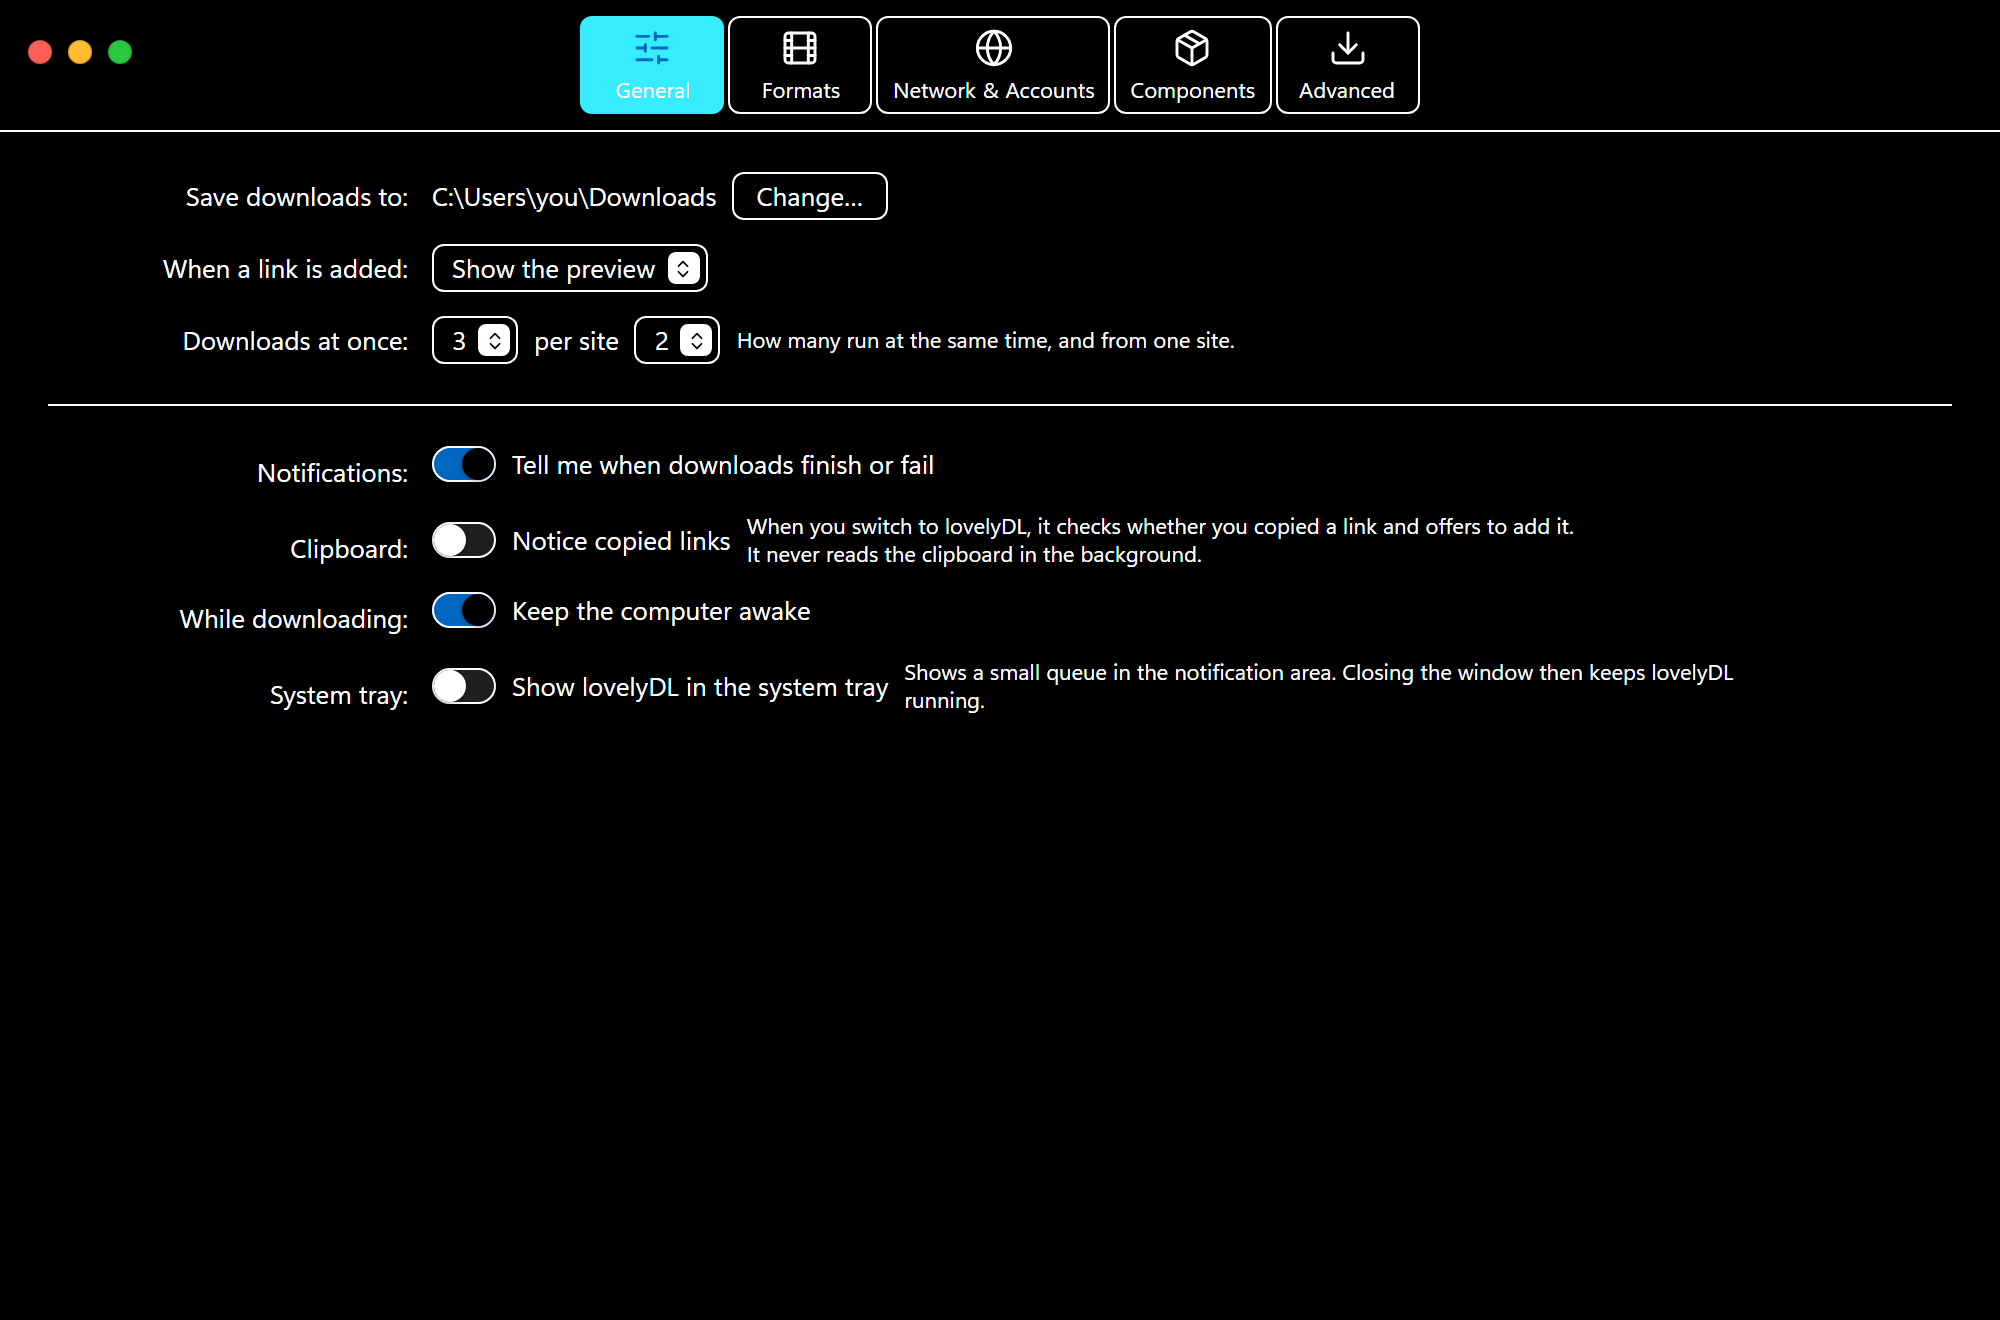 General
Formats
Network & Accounts
Components
Advanced
Save downloads to: C:\Users\you\Downloads Change...
When a link is added: Show the preview
Downloads at once: 3 per site 2 How many run at the same time, and from one site.
Notifications: Tell me when downloads finish or fail
Clipboard: Notice copied links When you switch to lovelyDL, it checks whether you copied a link and offers to add it.
It never reads the clipboard in the background.
While downloading: Keep the computer awake
System tray: Show lovelyDL in the system tray Shows a small queue in the notification area. Closing the window then keeps lovelyDL
running.